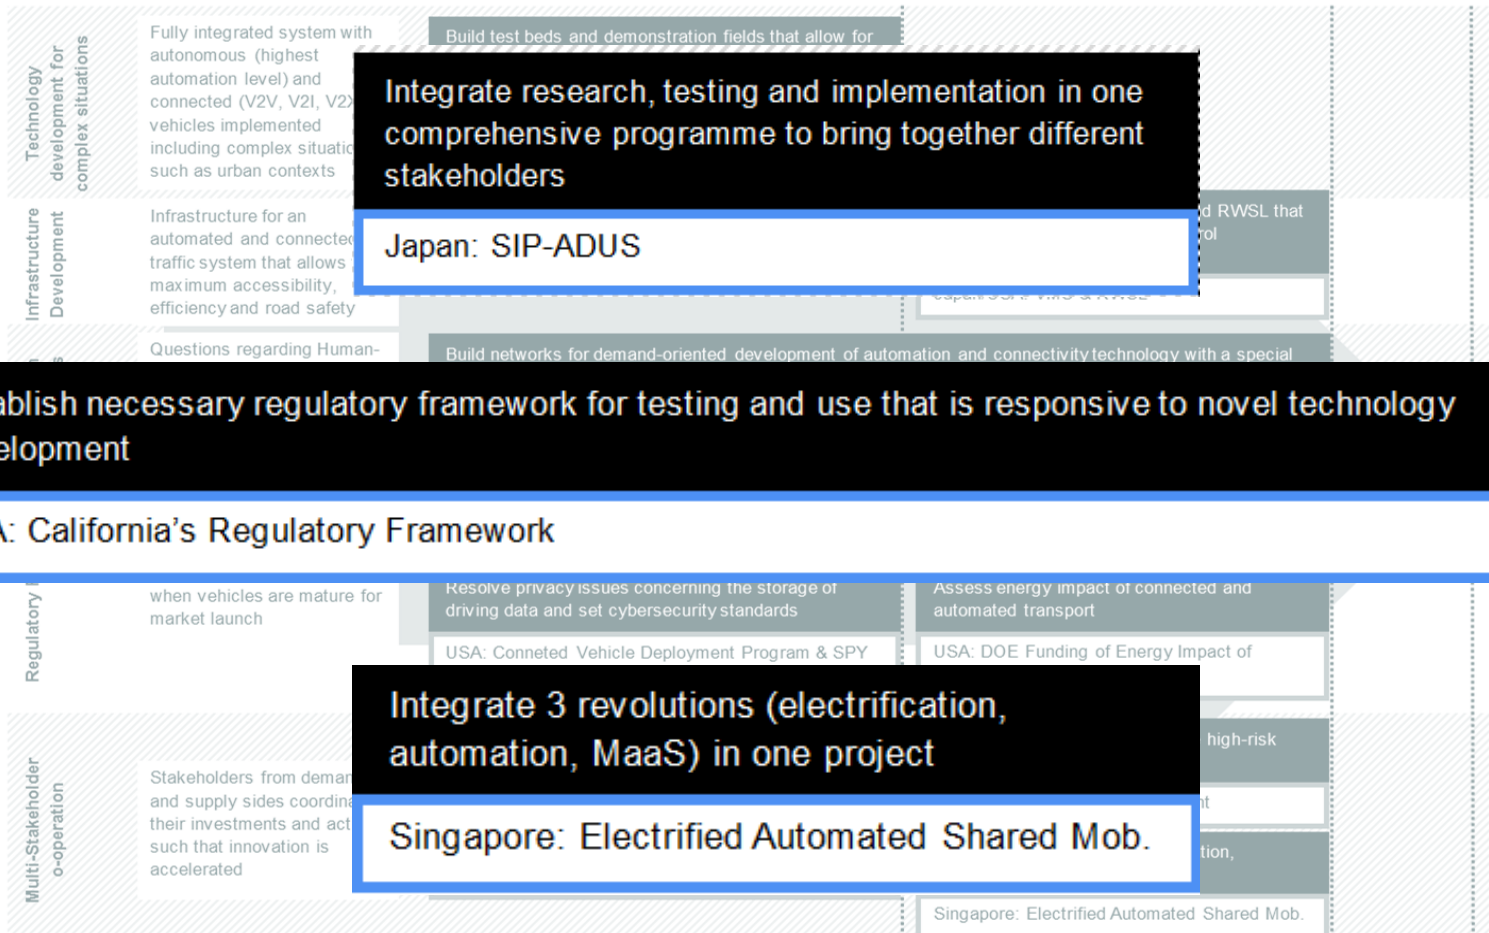 Technology
development for
complex situations
Fully integrated system with
autonomous (highest
automation level) and
connected (V2V, V2I, V2X
vehicles implemented
including complex situatio
such as urban contexts
Build test beds and demonstration fields that allow for
Integrate research, testing and implementation in one
comprehensive programme to bring together different
stakeholders
Japan: SIP-ADUS
Infrastructure
Development
Infrastructure for an
automated and connected
traffic system that allows
maximum accessibility,
efficiency and road safety
d RWSL that
rol
Questions regarding Human-
Build networks for demand-oriented development of automation and connectivity technology with a special
ablish necessary regulatory framework for testing and use that is responsive to novel technology
elopment
A: California's Regulatory Framework
Regulatory
when vehicles are mature for
market launch
Resolve privacy issues concerning the storage of
driving data and set cybersecurity standards
USA: Conneted Vehicle Deployment Program & SPY
Assess energy impact of connected and
automated transport
USA: DOE Funding of Energy Impact of
Integrate 3 revolutions (electrification,
automation, MaaS) in one project
Singapore: Electrified Automated Shared Mob.
Multi-Stakeholder
o-operation
Stakeholders from deman
and supply sides coordina
their investments and act
such that innovation is
accelerated
high-risk
nt
tion,
Singapore: Electrified Automated Shared Mob.